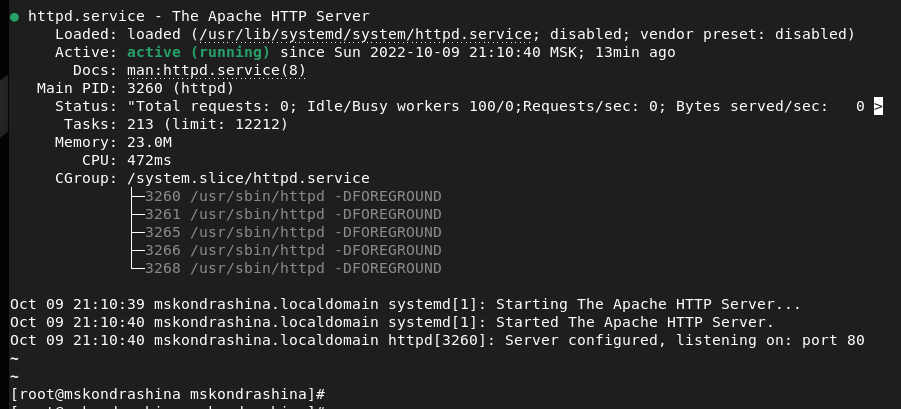 ● httpd.service - The Apache HTTP Server
     Loaded: loaded (/usr/lib/systemd/system/httpd.service; disabled; vendor preset: disabled)
     Active: active (running) since Sun 2022-10-09 21:10:40 MSK; 13min ago
       Docs: man:httpd.service(8)
   Main PID: 3260 (httpd)
     Status: "Total requests: 0; Idle/Busy workers 100/0;Requests/sec: 0; Bytes served/sec:   0 >
      Tasks: 213 (limit: 12212)
     Memory: 23.0M
        CPU: 472ms
     CGroup: /system.slice/httpd.service
             ├─3260 /usr/sbin/httpd -DFOREGROUND
             ├─3261 /usr/sbin/httpd -DFOREGROUND
             ├─3265 /usr/sbin/httpd -DFOREGROUND
             ├─3266 /usr/sbin/httpd -DFOREGROUND
             └─3268 /usr/sbin/httpd -DFOREGROUND
Oct 09 21:10:39 mskondrashina.localdomain systemd[1]: Starting The Apache HTTP Server...
Oct 09 21:10:40 mskondrashina.localdomain systemd[1]: Started The Apache HTTP Server.
Oct 09 21:10:40 mskondrashina.localdomain httpd[3260]: Server configured, listening on: port 80
~
~
[root@mskondrashina mskondrashina]#